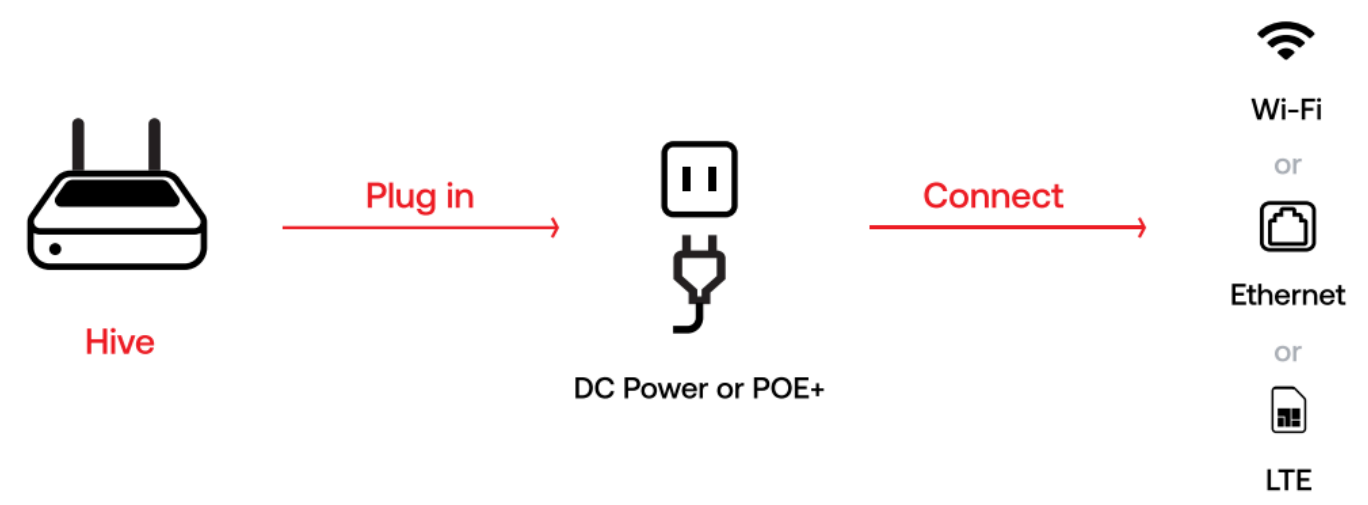 Hive
Plug in
DC Power or POE+
Connect
Wi-Fi
or
Ethernet
or
LTE